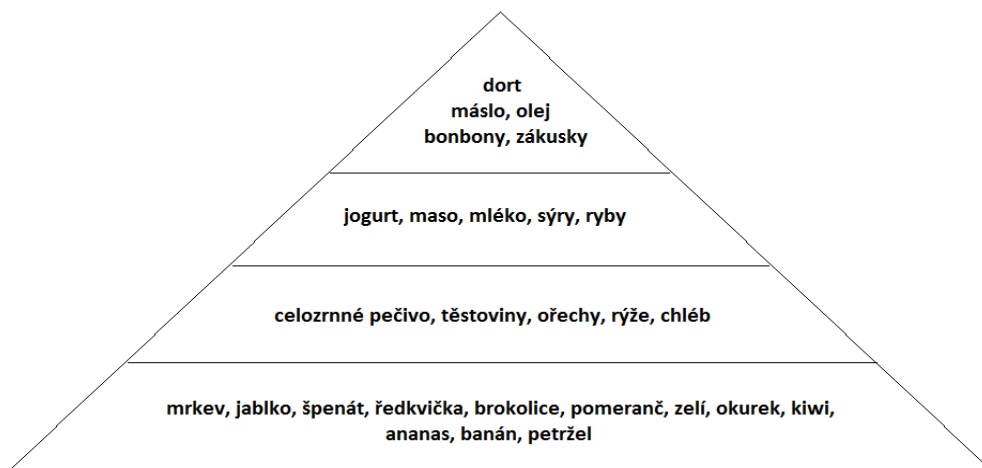 dort
máslo, olej
bonbony, zákusky
jogurt, maso, mléko, sýry, ryby
celozrnné pečivo, těstoviny, ořechy, rýže, chléb
mrkev, jablko, špenát, ředkvička, brokolice, pomeranč, zelí, okurek, kiwi,
ananas, banán, petržel